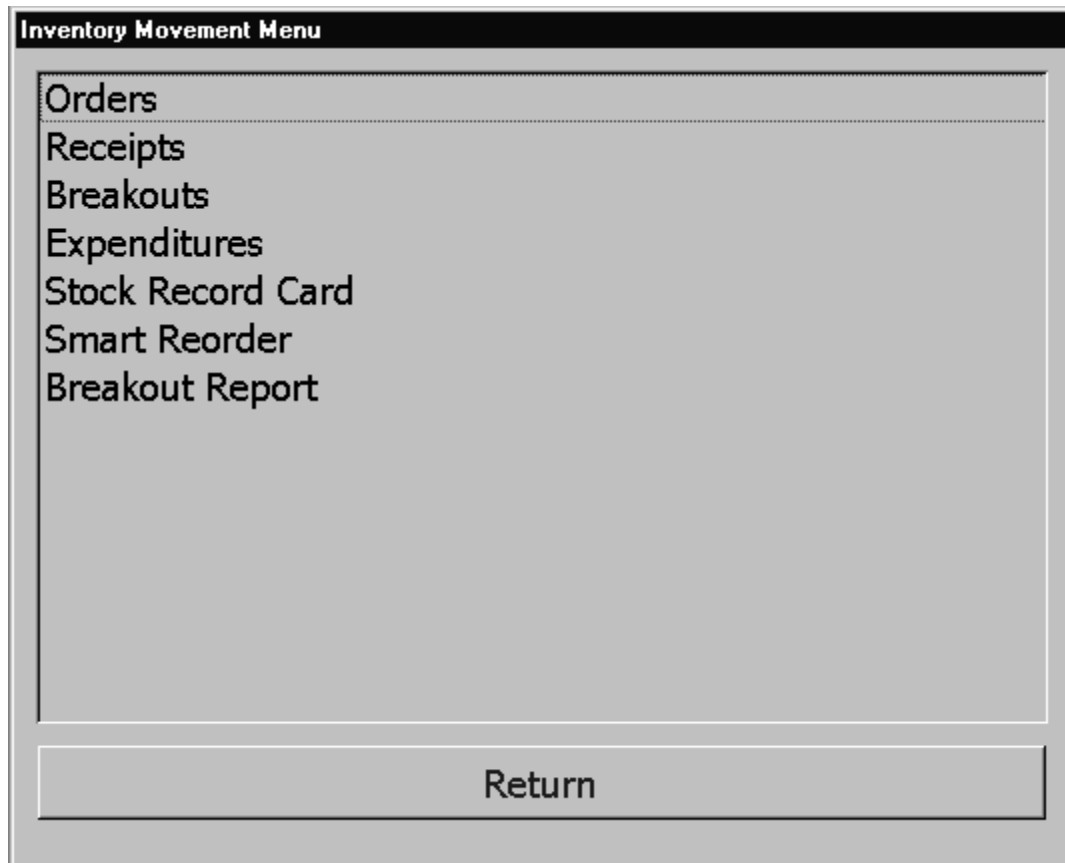 Inventory Movement Menu
Orders
Receipts
Breakouts
Expenditures
Stock Record Card
Smart Reorder
Breakout Report
Return